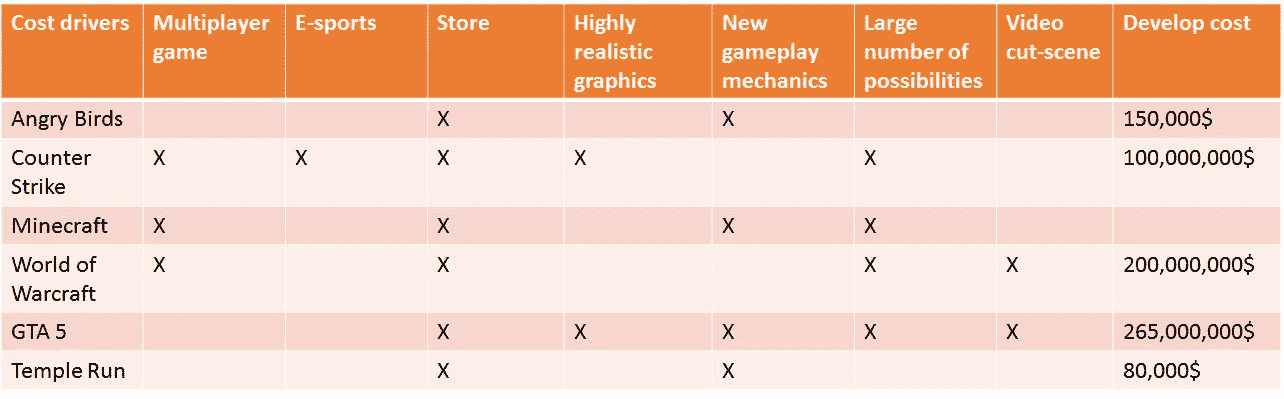 Cost drivers Multiplayer game E-sports Store Highly realistic graphics New gameplay mechanics Large number of possibilities Video cut-scene Develop cost
Angry Birds X X 150,000$
Counter Strike X X X X X 100,000,000$
Minecraft X X X X
World of Warcraft X X X X 200,000,000$
GTA 5 X X X X X 265,000,000$
Temple Run X X 80,000$